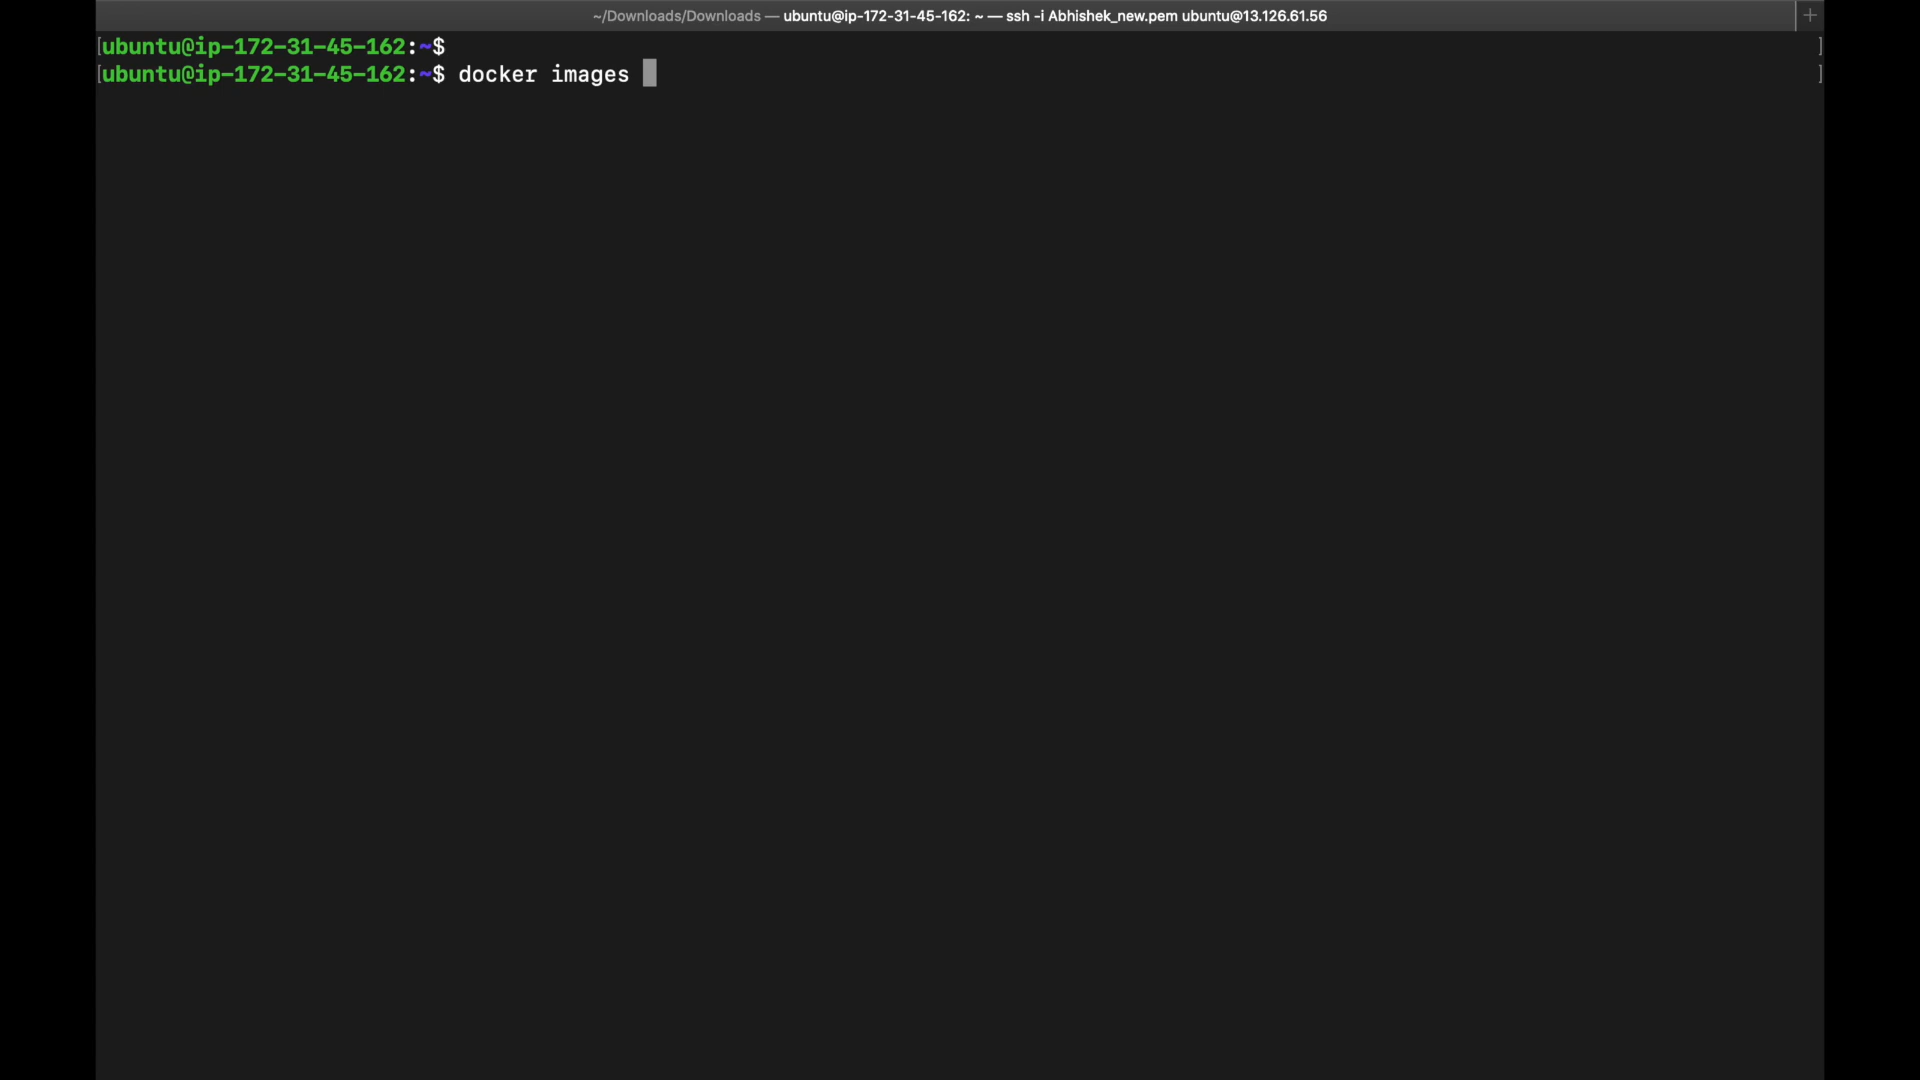 ~/Downloads/Downloads — ubuntu@ip-172-31-45-162: ~ — ssh -i Abhishek_new.pem ubuntu@13.126.61.56 +
[ubuntu@ip-172-31-45-162:~$ ]
[ubuntu@ip-172-31-45-162:~$ docker images ]